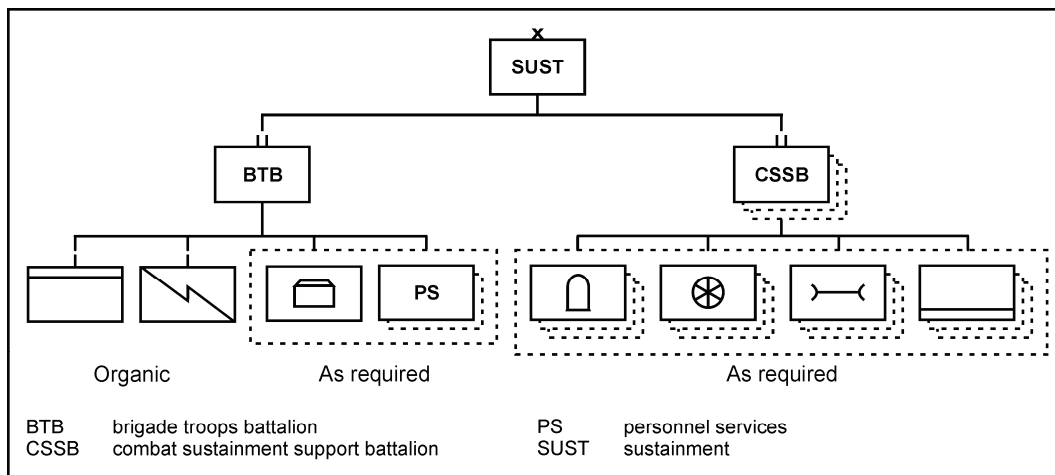 x
SUST
BTB
CSSB
PS
Organic
As required
As required
BTB brigade troops battalion
CSSB combat sustainment support battalion
PS personnel services
SUST sustainment